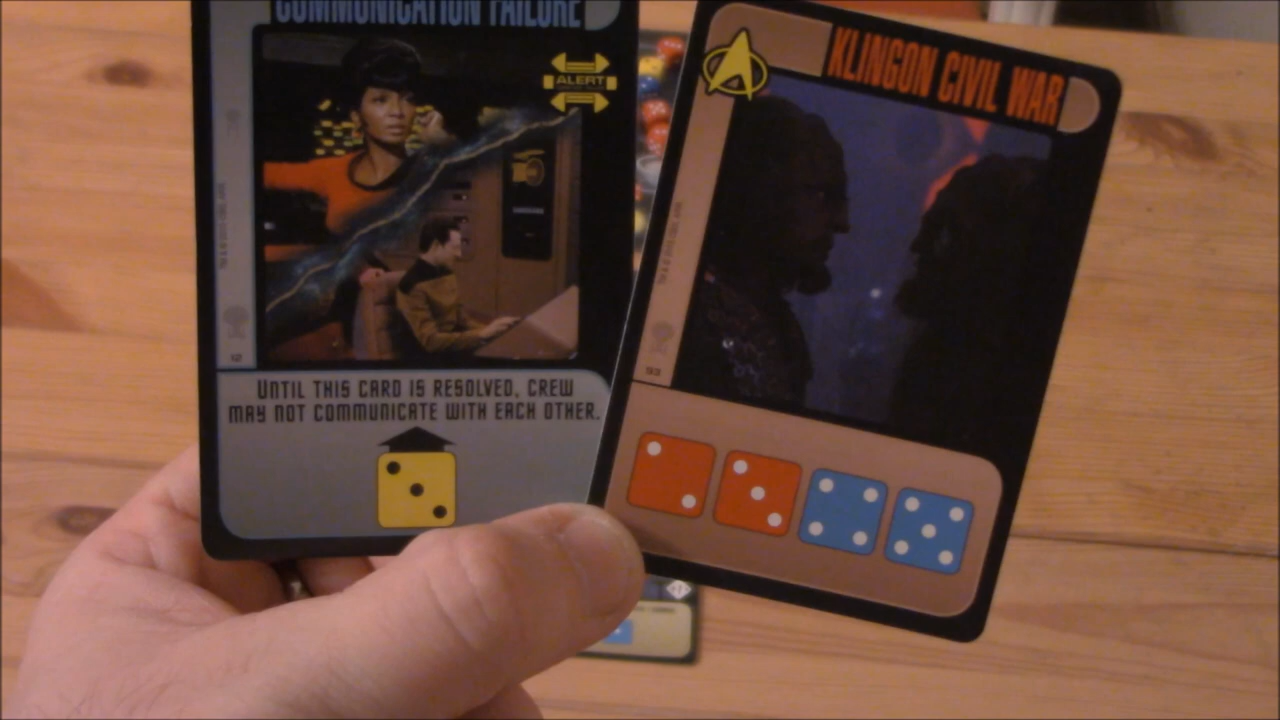 COMMUNICATION FAILURE
ALERT
UNTIL THIS CARD IS RESOLVED, CREW
MAY NOT COMMUNICATE WITH EACH OTHER.
KLINGON CIVIL WAR